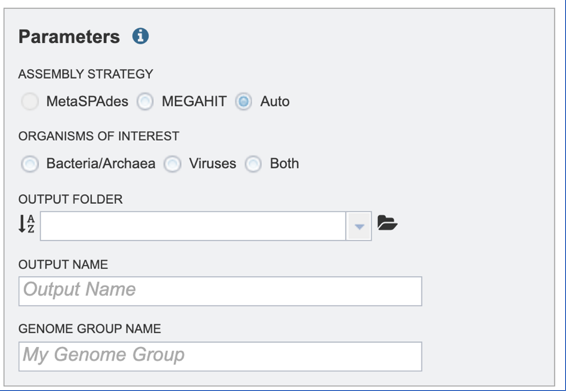 Parameters
ASSEMBLY STRATEGY
MetaSPAdes MEGAHIT Auto
ORGANISMS OF INTEREST
Bacteria/Archaea Viruses Both
OUTPUT FOLDER
A
Z
OUTPUT NAME
Output Name
GENOME GROUP NAME
My Genome Group